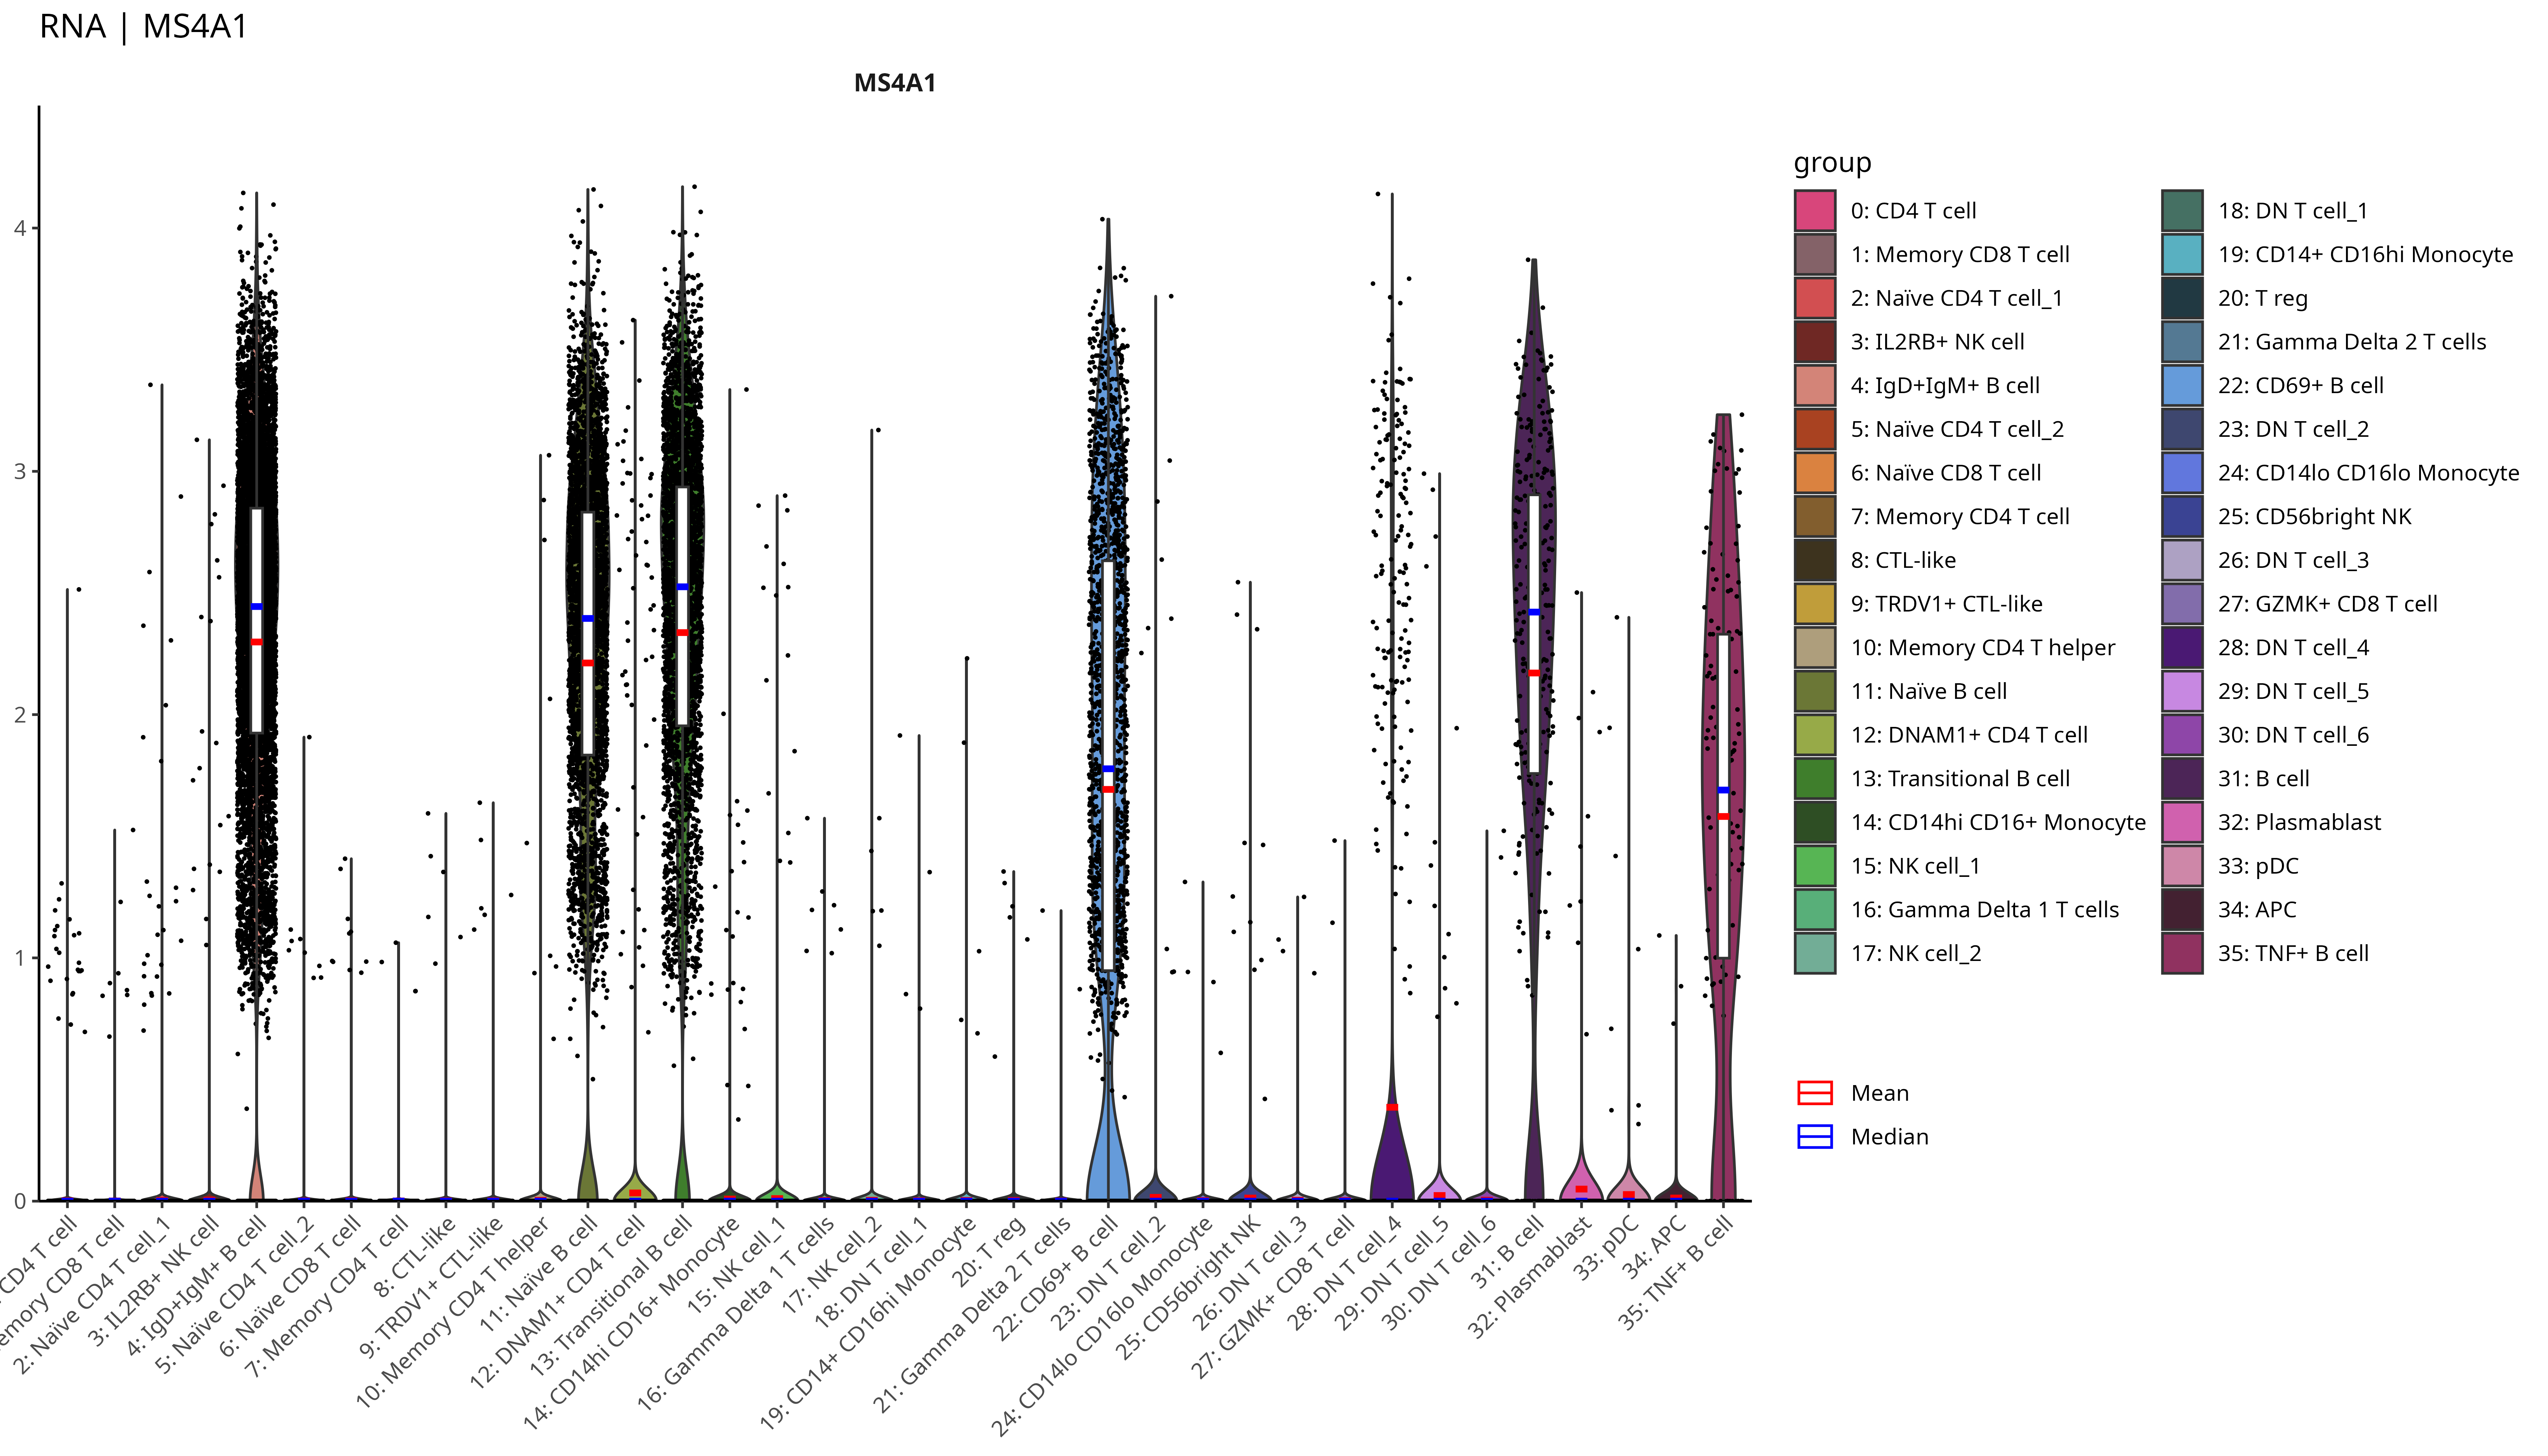 RNA | MS4A1
MS4A1
4
3
2
1
0
CD4 T cell
CD8 T cell
2: Naïve CD4 T cell_1
3: IL2RB+ NK cell
4: IgD+IgM+ B cell
5: Naïve CD4 T cell_2
6: Naïve CD8 T cell
7: Memory CD4 T cell
8: CTL-like
9: TRDV1+ CTL-like
10: Memory CD4 T helper
11: Naïve B cell
12: DNAM1+ CD4 T cell
13: Transitional B cell
14: CD14hi CD16+ Monocyte
15: NK cell_1
16: Gamma Delta 1 T cells
17: NK cell_2
18: DN T cell_1
19: CD14+ CD16hi Monocyte
20: T reg
21: Gamma Delta 2 T cells
22: CD69+ B cell
23: DN T cell_2
24: CD14lo CD16lo Monocyte
25: CD56bright NK
26: DN T cell_3
27: GZMK+ CD8 T cell
28: DN T cell_4
29: DN T cell_5
30: DN T cell_6
31: B cell
32: Plasmablast
33: pDC
34: APC
35: TNF+ B cell
group
0: CD4 T cell
1: Memory CD8 T cell
2: Naïve CD4 T cell_1
3: IL2RB+ NK cell
4: IgD+IgM+ B cell
5: Naïve CD4 T cell_2
6: Naïve CD8 T cell
7: Memory CD4 T cell
8: CTL-like
9: TRDV1+ CTL-like
10: Memory CD4 T helper
11: Naïve B cell
12: DNAM1+ CD4 T cell
13: Transitional B cell
14: CD14hi CD16+ Monocyte
15: NK cell_1
16: Gamma Delta 1 T cells
17: NK cell_2
18: DN T cell_1
19: CD14+ CD16hi Monocyte
20: T reg
21: Gamma Delta 2 T cells
22: CD69+ B cell
23: DN T cell_2
24: CD14lo CD16lo Monocyte
25: CD56bright NK
26: DN T cell_3
27: GZMK+ CD8 T cell
28: DN T cell_4
29: DN T cell_5
30: DN T cell_6
31: B cell
32: Plasmablast
33: pDC
34: APC
35: TNF+ B cell
Mean
Median